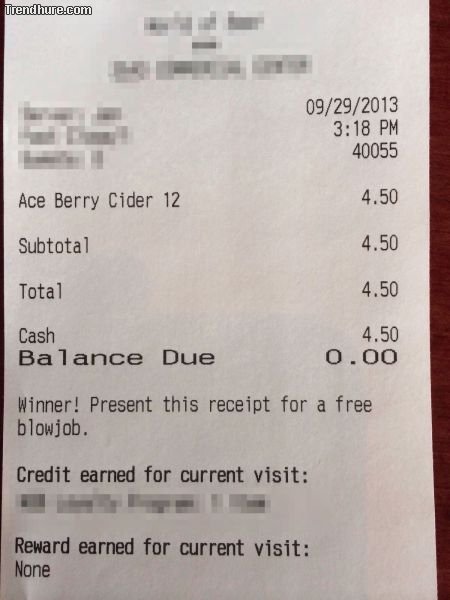 Trendhure.com
09/29/2013
3:18 PM
40055
Ace Berry Cider 12 4.50
Subtotal 4.50
Total 4.50
Cash 4.50
Balance Due 0.00
Winner! Present this receipt for a free
blowjob.
Credit earned for current visit:
Reward earned for current visit:
None